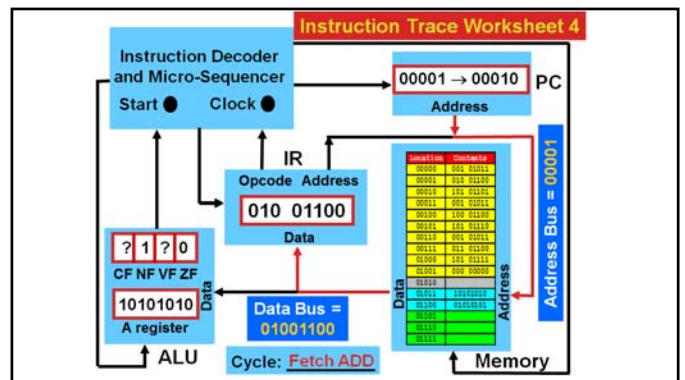 Instruction Trace Worksheet 4
Instruction Decoder
and Micro-Sequencer
Start
Clock
00001 → 00010
PC
Address
IR
Opcode Address
010 01100
Data
? 1 ? 0
CF NF VF ZF
10101010
A register
Data
ALU
Data Bus =
01001100
Cycle: Fetch ADD
Location Contents
00000 001 01011
00001 010 01100
00010 101 01101
00011 001 01011
00100 100 01100
00101 101 01110
00110 001 01011
00111 011 01100
01000 101 01111
01001 000 00000
01010
01011 10101010
01100 01010101
01101
01110
01111
Data
Address
Memory
Address Bus = 00001